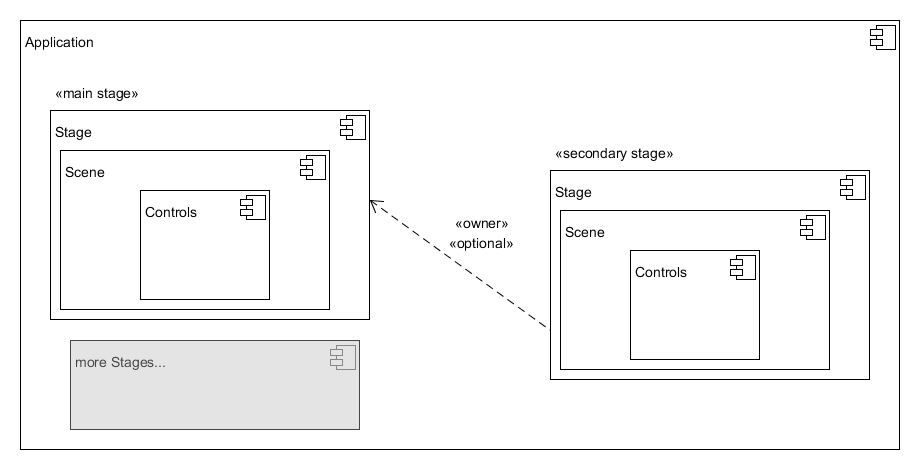 Application
«main stage»
Stage
Scene
Controls
«secondary stage»
Stage
Scene
Controls
«owner»
«optional»
more Stages...